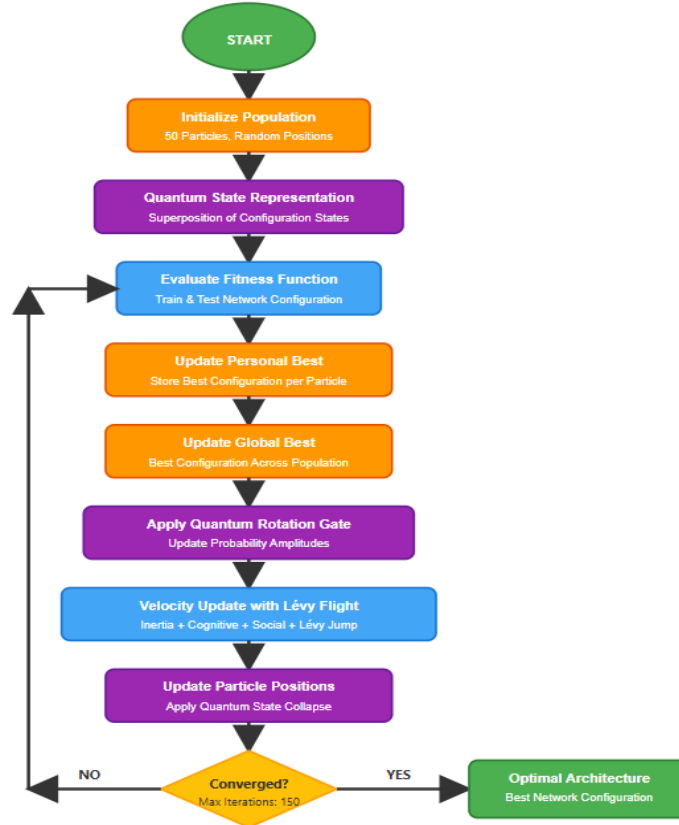 START
Initialize Population
50 Particles, Random Positions
Quantum State Representation
Superposition of Configuration States
Evaluate Fitness Function
Train & Test Network Configuration
Update Personal Best
Store Best Configuration per Particle
Update Global Best
Best Configuration Across Population
Apply Quantum Rotation Gate
Update Probability Amplitudes
Velocity Update with Lévy Flight
Inertia + Cognitive + Social + Lévy Jump
Update Particle Positions
Apply Quantum State Collapse
NO
Converged?
Max Iterations: 150
YES
Optimal Architecture
Best Network Configuration